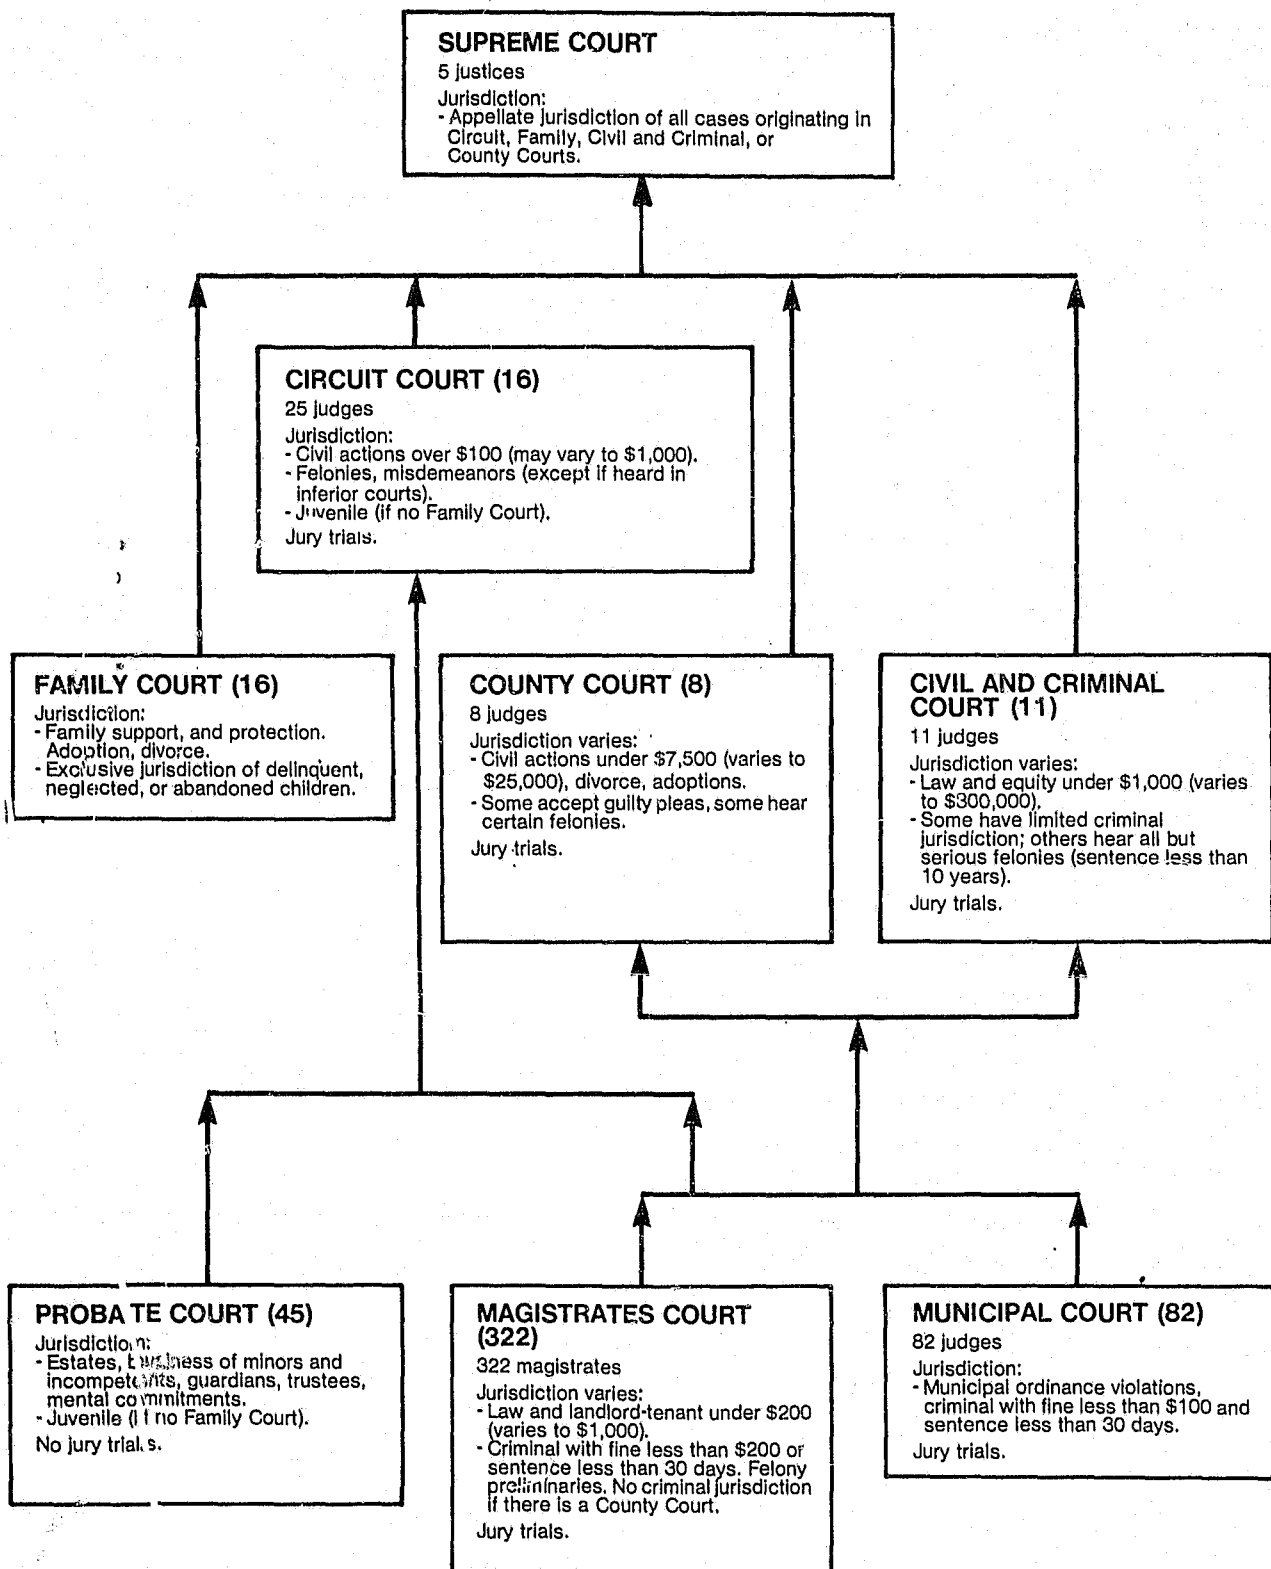 SUPREME COURT
5 justices
Jurisdiction:
- Appellate jurisdiction of all cases originating in
Circuit, Family, Civil and Criminal, or
County Courts.
CIRCUIT COURT (16)
25 judges
Jurisdiction:
- Civil actions over $100 (may vary to $1,000).
- Felonies, misdemeanors (except if heard in
inferior courts).
- Juvenile (if no Family Court).
Jury trials.
FAMILY COURT (16)
Jurisdiction:
- Family support, and protection.
Adoption, divorce.
- Exclusive jurisdiction of delinquent,
neglected, or abandoned children.
COUNTY COURT (8)
8 judges
Jurisdiction varies:
- Civil actions under $7,500 (varies to
$25,000), divorce, adoptions.
- Some accept guilty pleas, some hear
certain felonies.
Jury trials.
CIVIL AND CRIMINAL
COURT (11)
11 judges
Jurisdiction varies:
- Law and equity under $1,000 (varies
to $300,000).
- Some have limited criminal
jurisdiction; others hear all but
serious felonies (sentence less than
10 years).
Jury trials.
PROBATE COURT (45)
Jurisdiction:
- Estates, business of minors and
incompetents, guardians, trustees,
mental commitments.
- Juvenile (if no Family Court).
No jury trials.
MAGISTRATES COURT
(322)
322 magistrates
Jurisdiction varies:
- Law and landlord-tenant under $200
(varies to $1,000).
- Criminal with fine less than $200 or
sentence less than 30 days. Felony
preliminaries. No criminal jurisdiction
if there is a County Court.
Jury trials.
MUNICIPAL COURT (82)
82 judges
Jurisdiction:
- Municipal ordinance violations,
criminal with fine less than $100 and
sentence less than 30 days.
Jury trials.